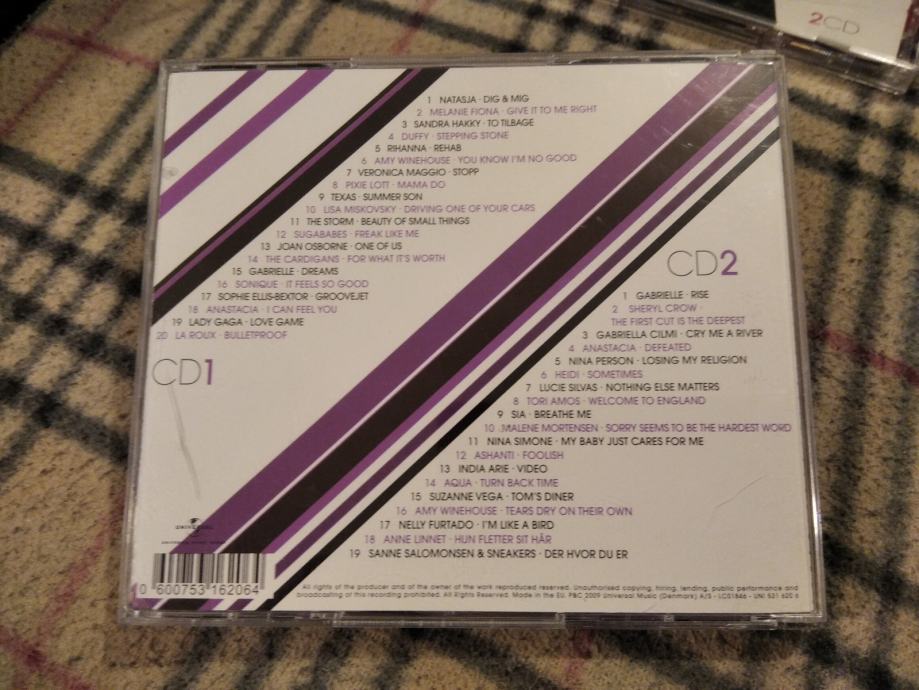 2CD
1 NATASJA · DIG & MIG
2 MELANIE FIONA · GIVE IT TO ME RIGHT
3 SANDRA HAKKY · TO TILBAGE
4 DUFFY · STEPPING STONE
5 RIHANNA · REHAB
6 AMY WINEHOUSE · YOU KNOW I'M NO GOOD
7 VERONICA MAGGIO · STOPP
8 PIXIE LOTT · MAMA DO
9 TEXAS · SUMMER SON
10 LISA MISKOVSKY · DRIVING ONE OF YOUR CARS
11 THE STORM · BEAUTY OF SMALL THINGS
12 SUGABABES · FREAK LIKE ME
13 JOAN OSBORNE · ONE OF US
14 THE CARDIGANS · FOR WHAT IT'S WORTH
15 GABRIELLE · DREAMS
16 SONIQUE · IT FEELS SO GOOD
17 SOPHIE ELLIS-BEXTOR · GROOVEJET
18 ANASTACIA · I CAN FEEL YOU
19 LADY GAGA · LOVE GAME
20 LA ROUX · BULLETPROOF
CD1
CD2
1 GABRIELLE · RISE
2 SHERYL CROW ·
THE FIRST CUT IS THE DEEPEST
3 GABRIELLA CILMI · CRY ME A RIVER
4 ANASTACIA · DEFEATED
5 NINA PERSON · LOSING MY RELIGION
6 HEIDI · SOMETIMES
7 LUCIE SILVAS · NOTHING ELSE MATTERS
8 TORI AMOS · WELCOME TO ENGLAND
9 SIA · BREATHE ME
10 MALENE MORTENSEN · SORRY SEEMS TO BE THE HARDEST WORD
11 NINA SIMONE · MY BABY JUST CARES FOR ME
12 ASHANTI · FOOLISH
13 INDIA ARIE · VIDEO
14 AQUA · TURN BACK TIME
15 SUZANNE VEGA · TOM'S DINER
16 AMY WINEHOUSE · TEARS DRY ON THEIR OWN
17 NELLY FURTADO · I'M LIKE A BIRD
18 ANNE LINNET · HUN FLETTER SIT HÅR
19 SANNE SALOMONSEN & SNEAKERS · DER HVOR DU ER
UNIVERSAL
0 600753 162064
All rights of the producer and of the owner of the work reproduced reserved. Unauthorised copying, hiring, lending, public performance and
broadcasting of this recording prohibited. All Rights Reserved. Made in the EU. P&C 2009 Universal Music (Denmark) A/S - LC01846 - UNI 531 620 6